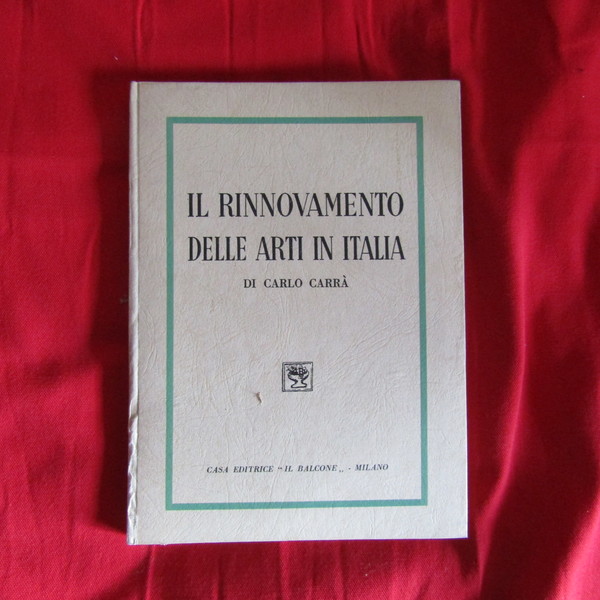 IL RINNOVAMENTO
DELLE ARTI IN ITALIA
DI CARLO CARRÀ
CASA EDITRICE “IL BALCONE„ - MILANO